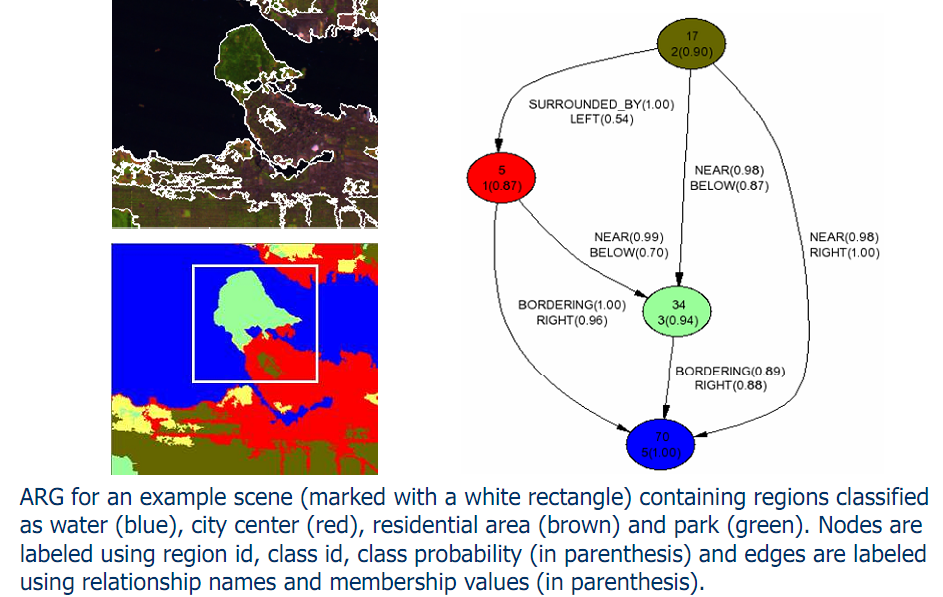 17
2(0.90)
SURROUNDED_BY(1.00)
LEFT(0.54)
5
1(0.87)
NEAR(0.98)
BELOW(0.87)
NEAR(0.99)
BELOW(0.70)
NEAR(0.98)
RIGHT(1.00)
BORDERING(1.00)
RIGHT(0.96)
34
3(0.94)
BORDERING(0.89)
RIGHT(0.88)
70
5(1.00)
ARG for an example scene (marked with a white rectangle) containing regions classified
as water (blue), city center (red), residential area (brown) and park (green). Nodes are
labeled using region id, class id, class probability (in parenthesis) and edges are labeled
using relationship names and membership values (in parenthesis).